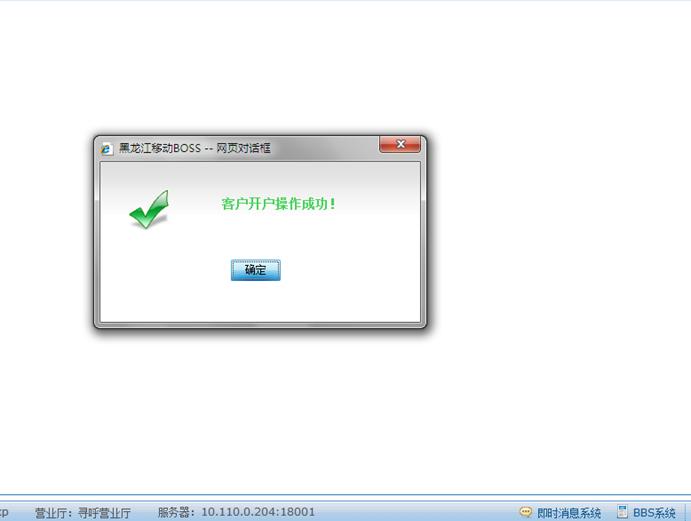 黑龙江移动BOSS -- 网页对话框
客户开户操作成功！
确定
营业厅：寻呼营业厅 服务器：10.110.0.204:18001 即时消息系统 BBS系统